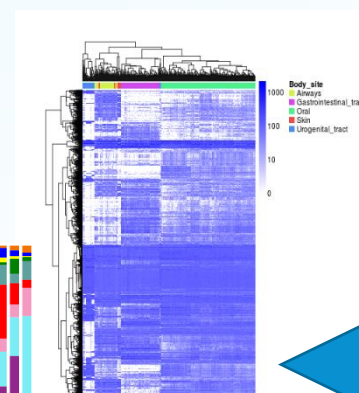 1000
100
10
0
Body_site
Airways
Gastrointestinal_tra
Oral
Skin
Urogenital_tract